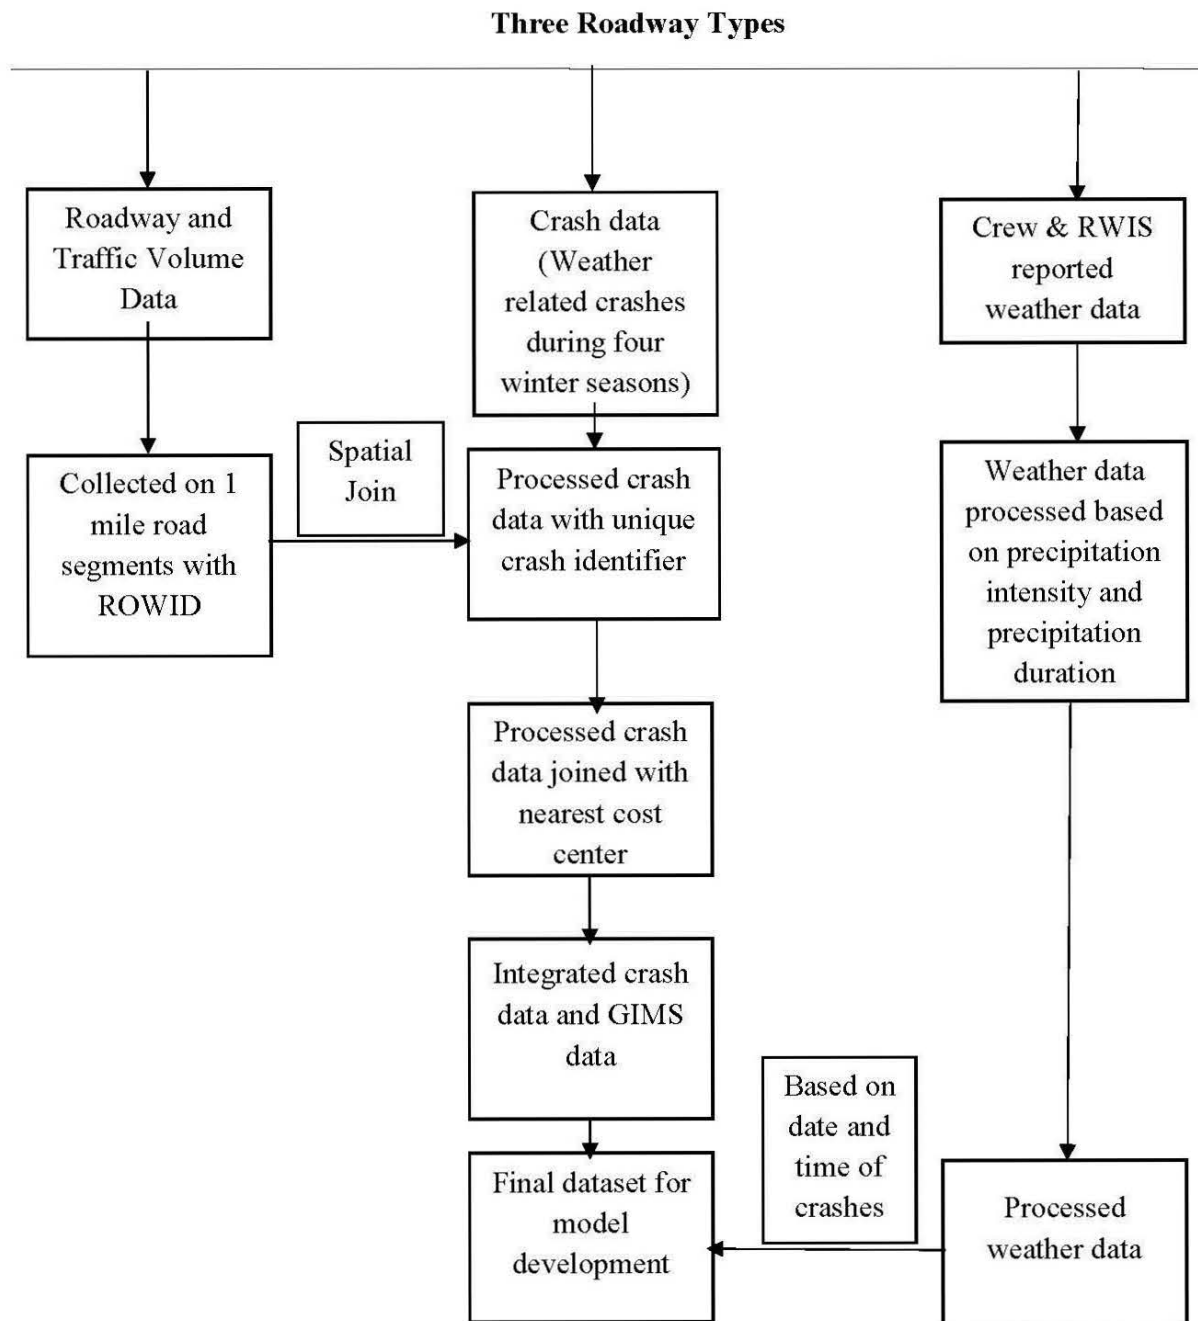 Three Roadway Types
Roadway and
Traffic Volume
Data
Crash data
(Weather
related crashes
during four
winter seasons)
Crew & RWIS
reported
weather data
Collected on 1
mile road
segments with
ROWID
Spatial
Join
Processed crash
data with unique
crash identifier
Weather data
processed based
on precipitation
intensity and
precipitation
duration
Processed crash
data joined with
nearest cost
center
Integrated crash
data and GIMS
data
Based on
date and
time of
crashes
Final dataset for
model
development
Processed
weather data